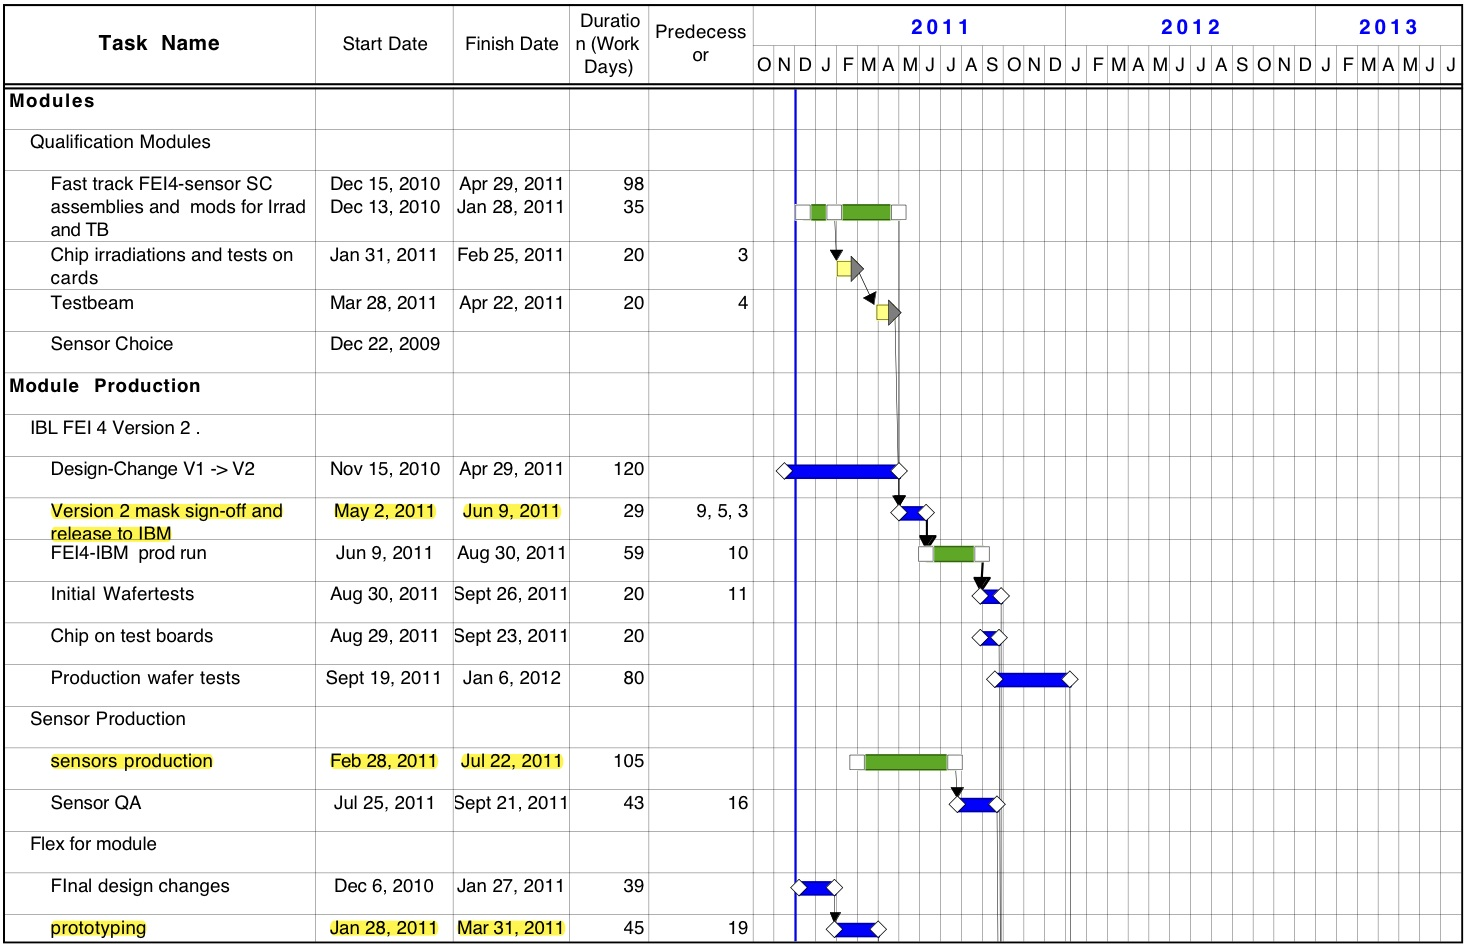 Task Name Start Date Finish Date Duratio n (Work Days) Predecess or 2011 2012 2013
O N D J F M A M J J A S O N D J F M A M J J A S O N D J F M A M J J
Modules
Qualification Modules
Fast track FEI4-sensor SC Dec 15, 2010 Apr 29, 2011 98
assemblies and mods for Irrad Dec 13, 2010 Jan 28, 2011 35
and TB
Chip irradiations and tests on Jan 31, 2011 Feb 25, 2011 20 3
cards
Testbeam Mar 28, 2011 Apr 22, 2011 20 4
Sensor Choice Dec 22, 2009
Module Production
IBL FEI 4 Version 2 .
Design-Change V1 -> V2 Nov 15, 2010 Apr 29, 2011 120
Version 2 mask sign-off and May 2, 2011 Jun 9, 2011 29 9, 5, 3
release to IBM
FEI4-IBM prod run Jun 9, 2011 Aug 30, 2011 59 10
Initial Wafertests Aug 30, 2011 Sept 26, 2011 20 11
Chip on test boards Aug 29, 2011 Sept 23, 2011 20
Production wafer tests Sept 19, 2011 Jan 6, 2012 80
Sensor Production
sensors production Feb 28, 2011 Jul 22, 2011 105
Sensor QA Jul 25, 2011 Sept 21, 2011 43 16
Flex for module
FInal design changes Dec 6, 2010 Jan 27, 2011 39
prototyping Jan 28, 2011 Mar 31, 2011 45 19